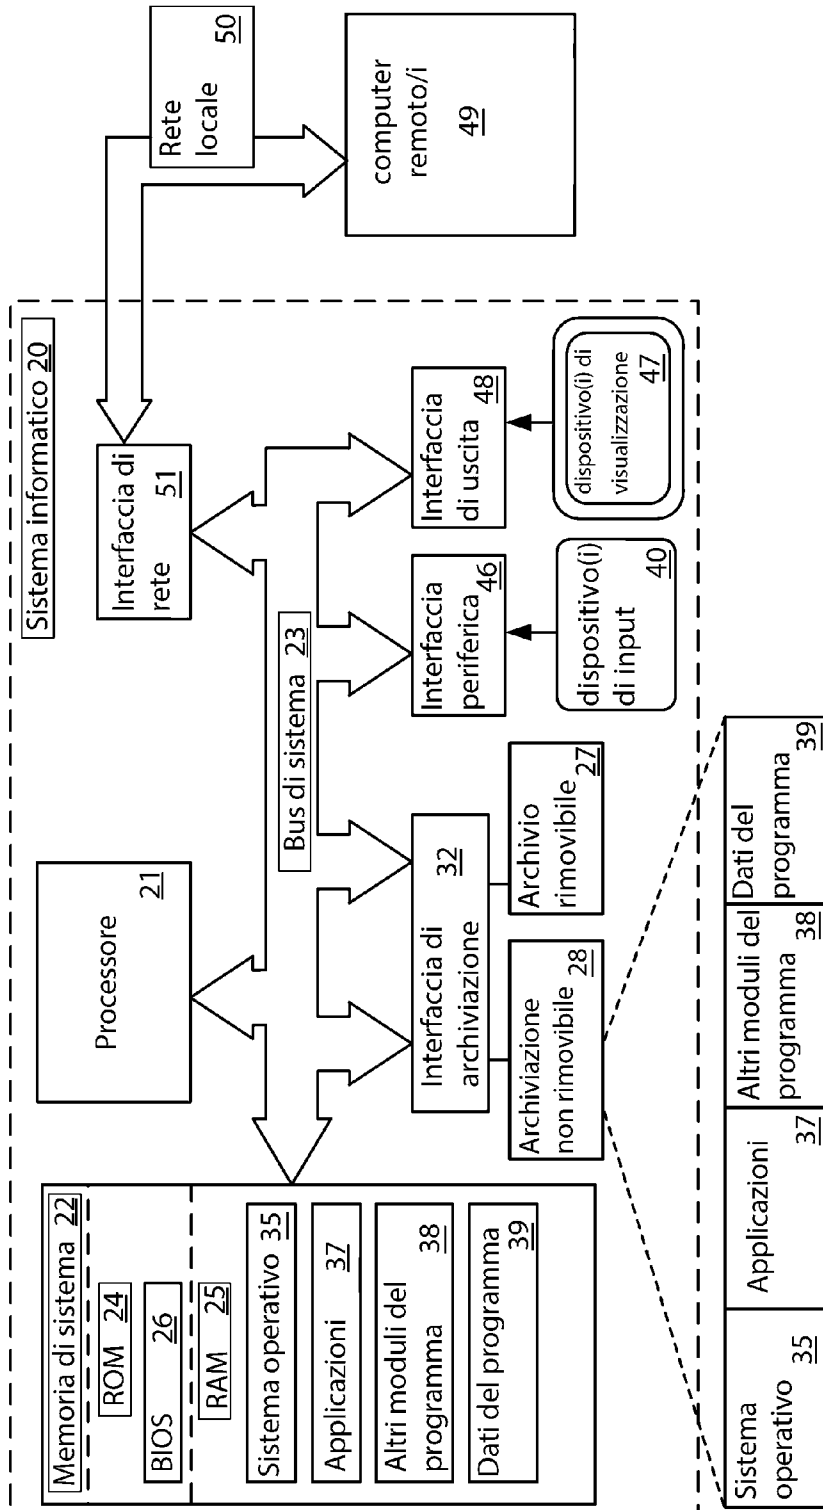 Sistema informatico 20
Memoria di sistema 22
ROM 24
BIOS 26
RAM 25
Sistema operativo 35
Applicazioni
37
Altri moduli del
programma 38
Dati del programma
39
Processore
21
Interfaccia di
rete 51
Rete
locale
50
computer
remoto/i
49
Bus di sistema 23
Interfaccia di
archiviazione
32
Interfaccia
periferica
46
Interfaccia
di uscita
48
Archiviazione
non rimovibile 28
Archivio
rimovibile 27
dispositivo(i)
di input
40
dispositivo(i) di
visualizzazione
47
Sistema
operativo
35
Applicazioni
37
Altri moduli del
programma
38
Dati del
programma
39